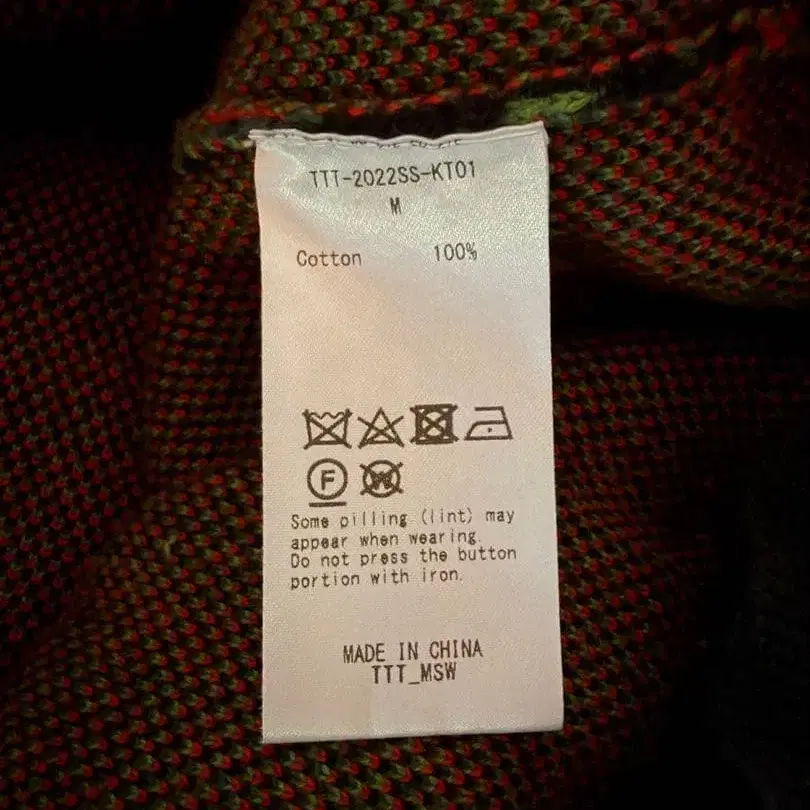 TTT-2022SS-KT01
M
Cotton 100%
F
W
Some pilling (lint) may
appear when wearing.
Do not press the button
portion with iron.
MADE IN CHINA
TTT_MSW